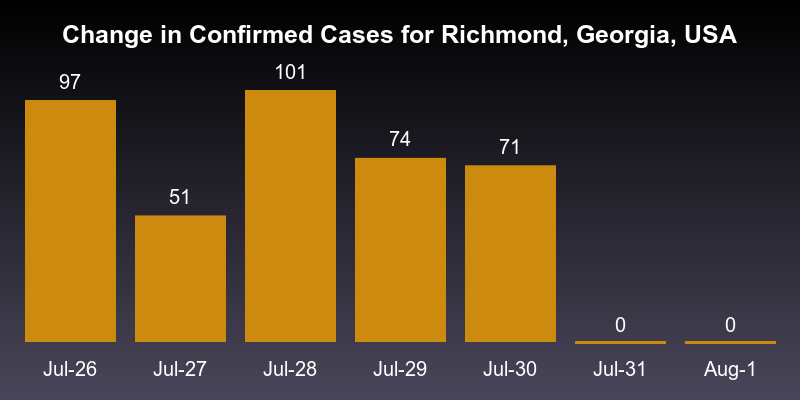 Change in Confirmed Cases for Richmond, Georgia, USA
97
51
101
74
71
0
0
Jul-26
Jul-27
Jul-28
Jul-29
Jul-30
Jul-31
Aug-1